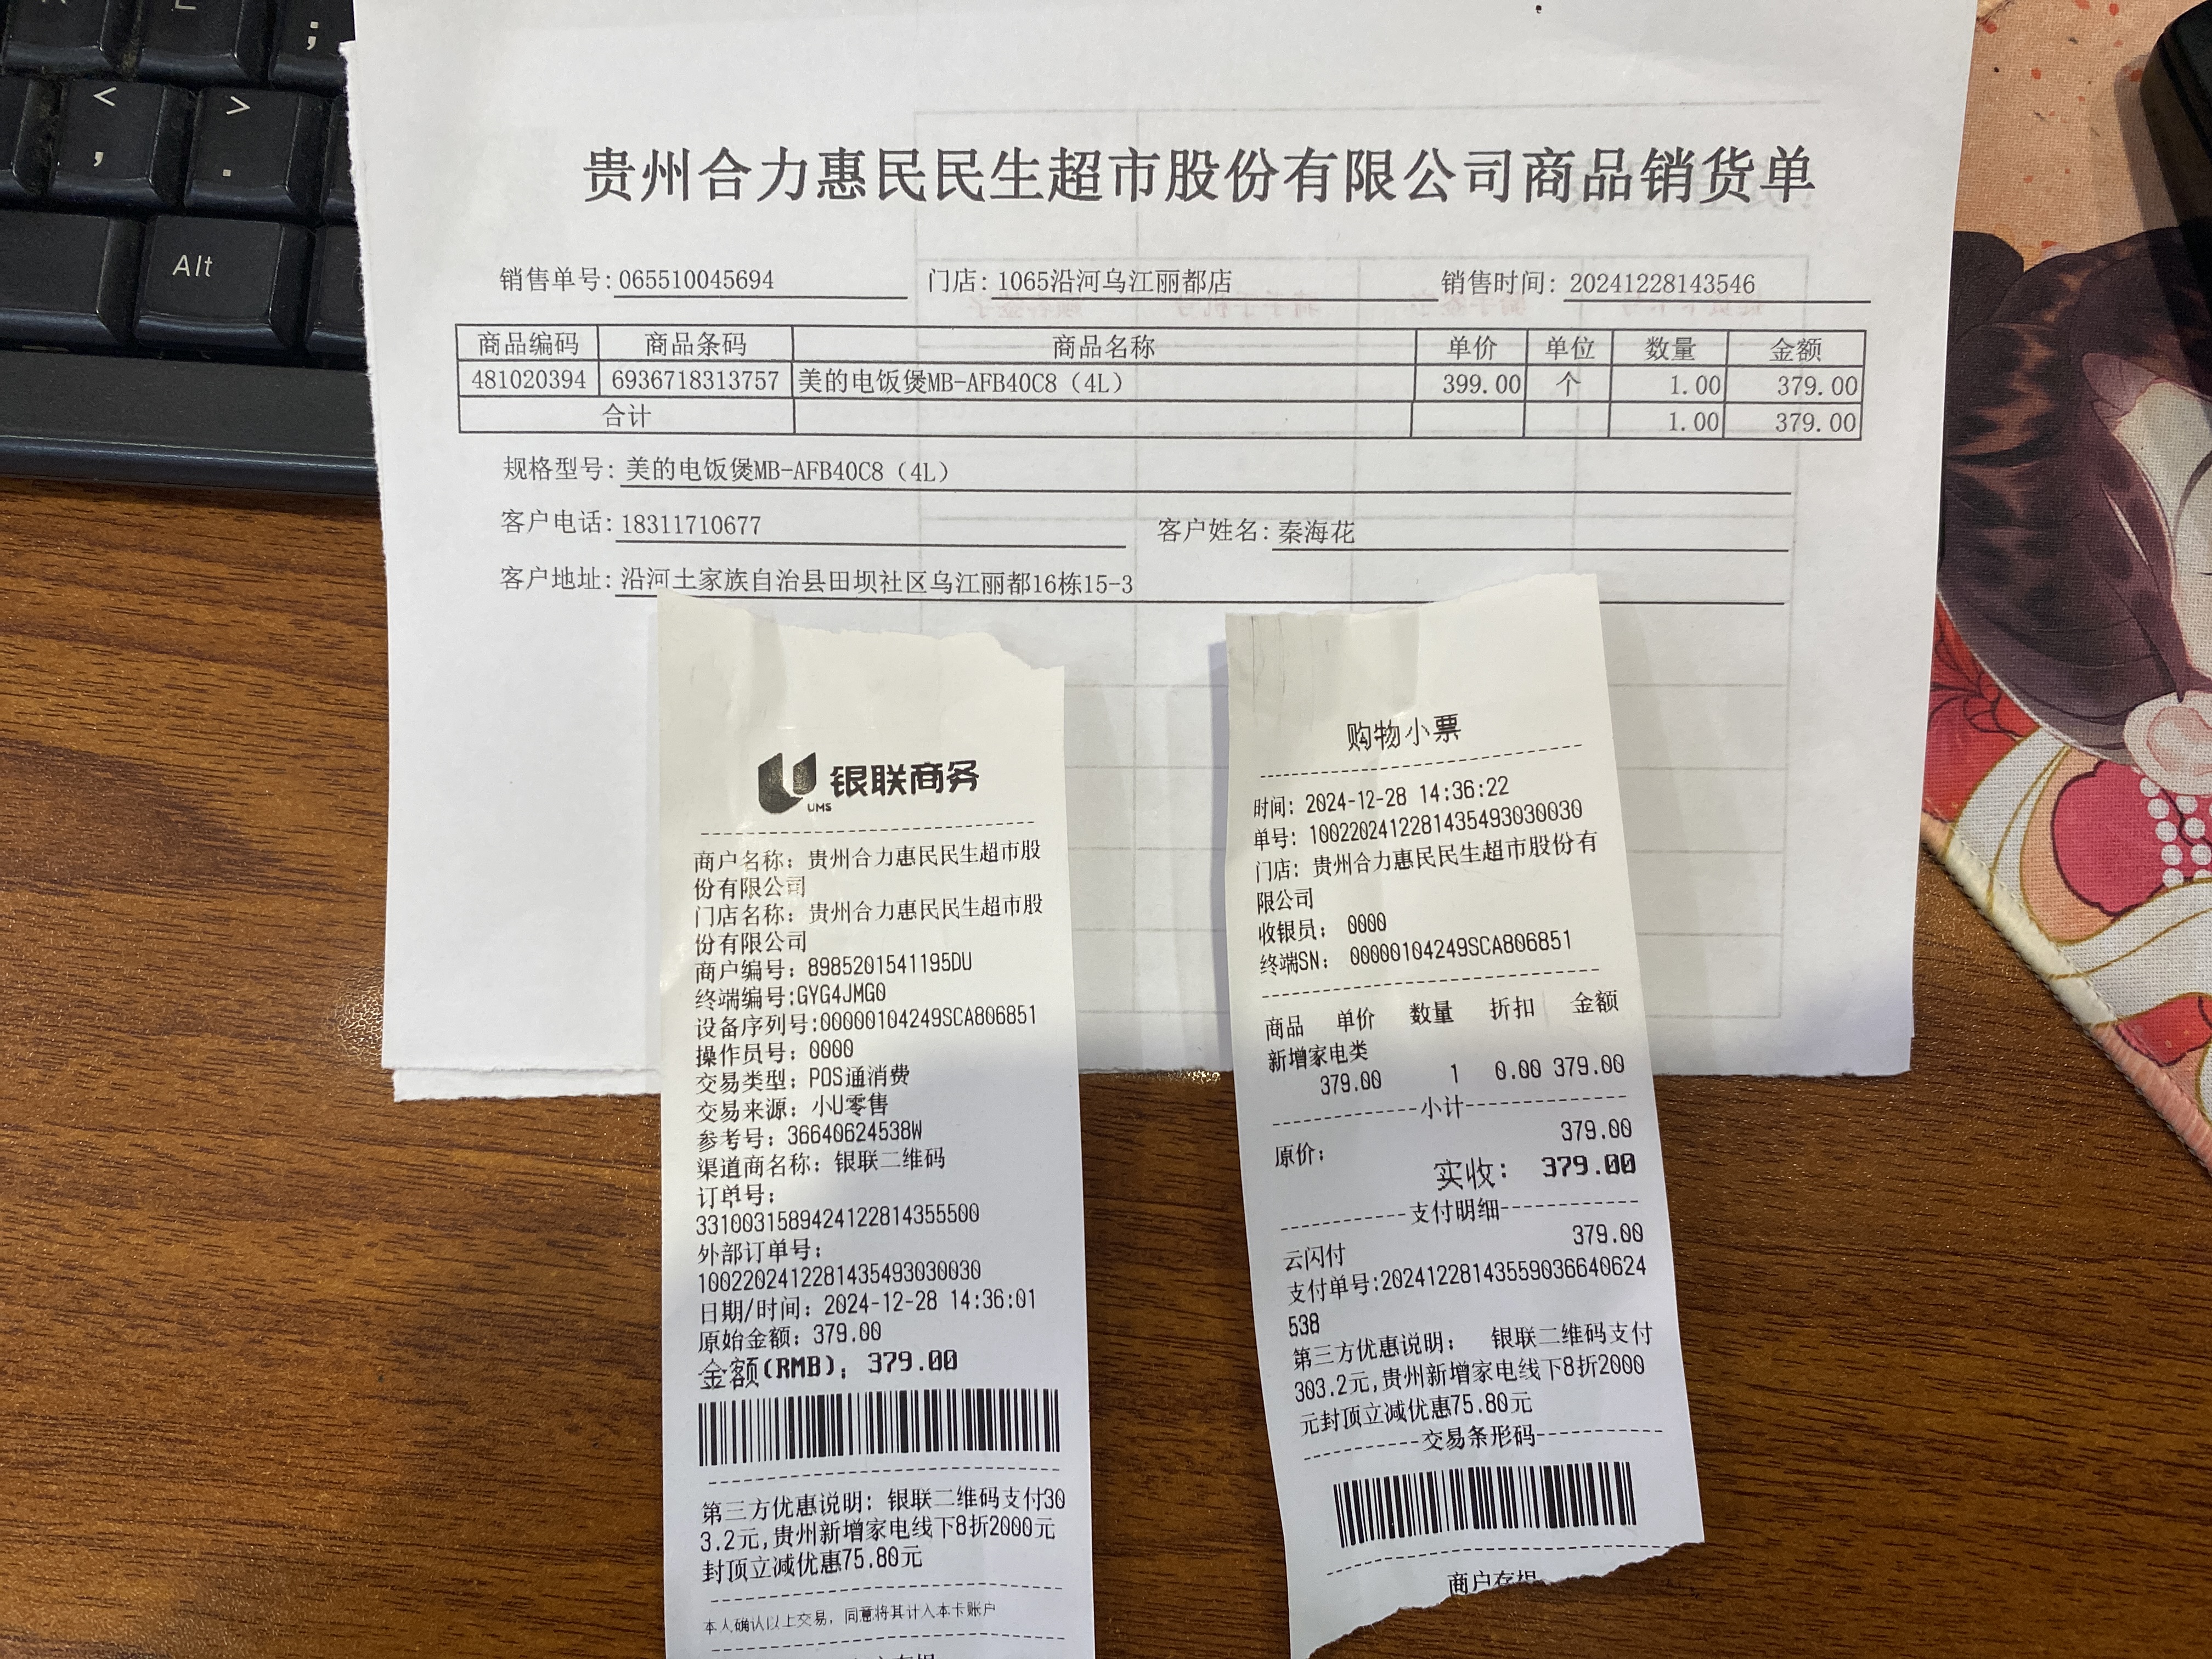 ;
<
,
>
.
Alt
贵州合力惠民民生超市股份有限公司商品销货单
销售单号:065510045694 门店:1065沿河乌江丽都店 销售时间:20241228143546
商品编码 商品条码 商品名称 单价 单位 数量 金额
481020394 6936718313757 美的电饭煲MB-AFB40C8（4L） 399.00 个 1.00 379.00
合计 1.00 379.00
规格型号:美的电饭煲MB-AFB40C8（4L）
客户电话:18311710677 客户姓名:秦海花
客户地址:沿河土家族自治县田坝社区乌江丽都16栋15-3
银联商务
UMS
商户名称：贵州合力惠民民生超市股
份有限公司
门店名称：贵州合力惠民民生超市股
份有限公司
商户编号：8985201541195DU
终端编号:GYG4JMG0
设备序列号:00000104249SCA806851
操作员号：0000
交易类型：POS通消费
交易来源：小U零售
参考号：36640624538W
渠道商名称：银联二维码
订单号：
3310031589424122814355500
外部订单号：
10022024122814354930300​30
日期/时间：2024-12-28 14:36:01
原始金额：379.00
金额(RMB)：379.00
第三方优惠说明：银联二维码支付30
3.2元,贵州新增家电线下8折2000元
封顶立减优惠75.80元
本人确认以上交易，同意将其计入本卡账户
购物小票
时间：2024-12-28 14:36:22
单号：1002202412281435493030030
门店：贵州合力惠民民生超市股份有
限公司
收银员： 0000
终端SN： 00000104249SCA806851
商品 单价 数量 折扣 金额
新增家电类
379.00 1 0.00 379.00
小计
原价： 379.00
实收： 379.00
支付明细
云闪付 379.00
支付单号:20241228143559036640624
538
第三方优惠说明： 银联二维码支付
303.2元,贵州新增家电线下8折2000
元封顶立减优惠75.80元
交易条形码
商户存根